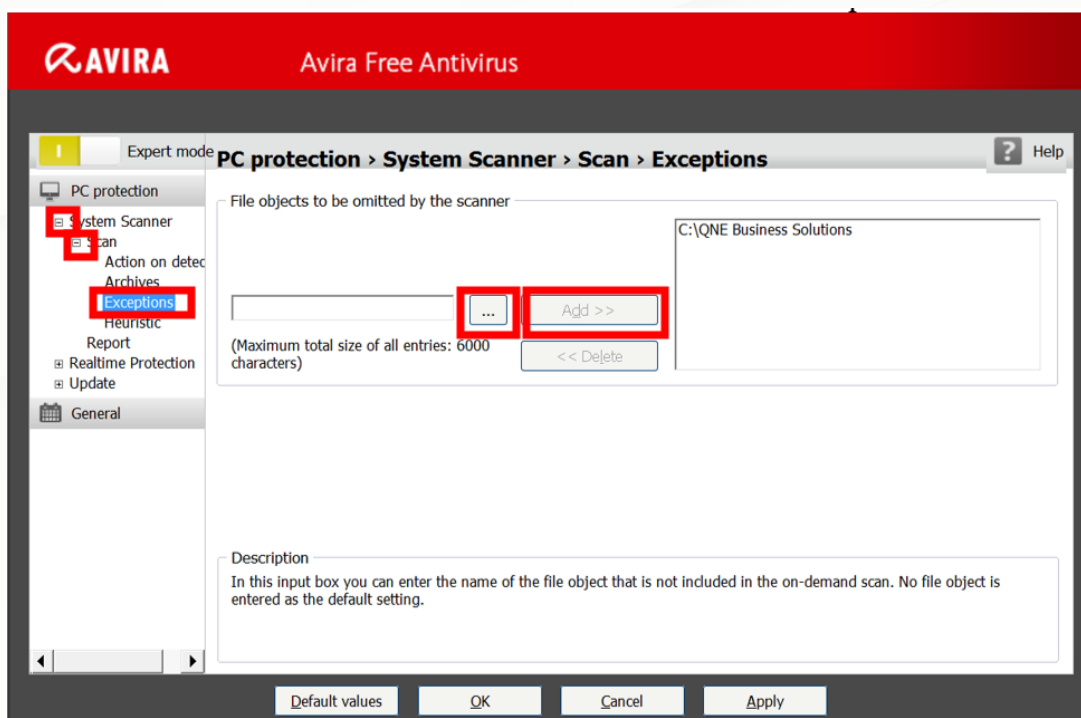 AVIRA
Avira Free Antivirus
Expert mode
PC protection › System Scanner › Scan › Exceptions
? Help
PC protection
System Scanner
Scan
Action on detec
Archives
Exceptions
Heuristic
Report
Realtime Protection
Update
General
File objects to be omitted by the scanner
C:\QNE Business Solutions
...
Add >>
(Maximum total size of all entries: 6000
characters)
<< Delete
Description
In this input box you can enter the name of the file object that is not included in the on-demand scan. No file object is
entered as the default setting.
Default values
OK
Cancel
Apply